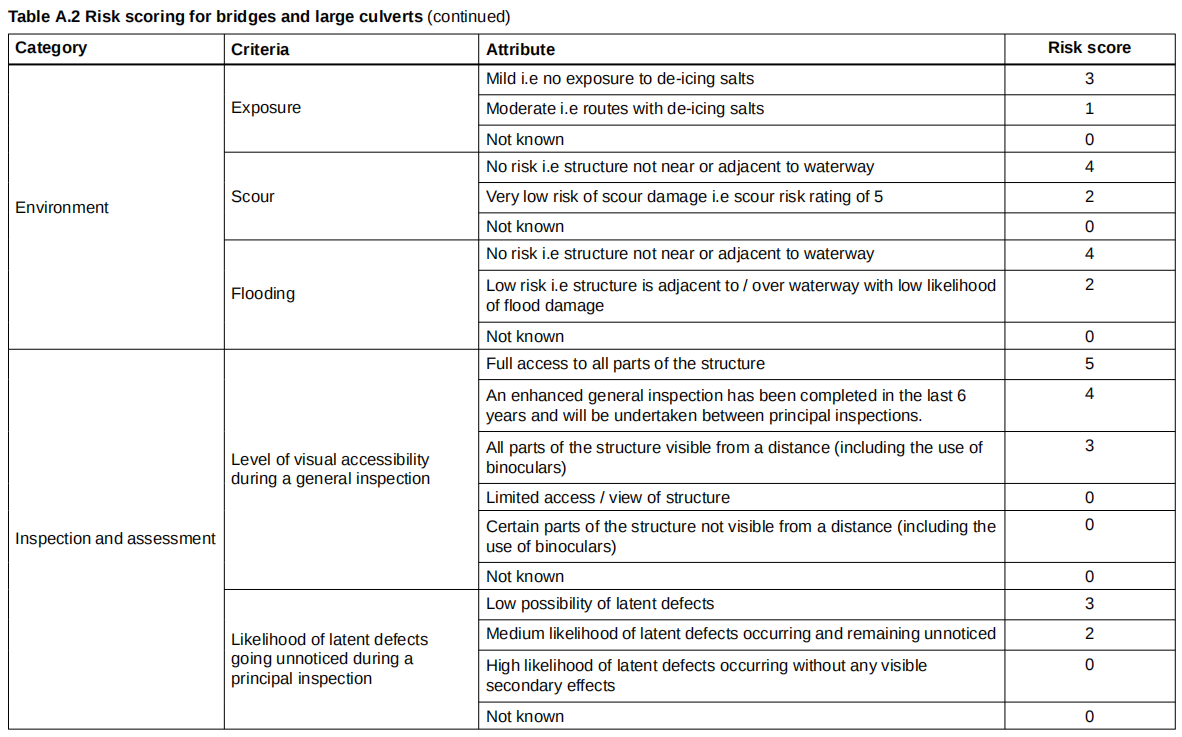 Table A.2 Risk scoring for bridges and large culverts (continued)
Category Criteria Attribute Risk score
Environment
Exposure
Mild i.e no exposure to de-icing salts 3
Moderate i.e routes with de-icing salts 1
Not known 0
Scour
No risk i.e structure not near or adjacent to waterway 4
Very low risk of scour damage i.e scour risk rating of 5 2
Not known 0
Flooding
No risk i.e structure not near or adjacent to waterway 4
Low risk i.e structure is adjacent to / over waterway with low likelihood 2
of flood damage
Not known 0
Inspection and assessment
Level of visual accessibility
during a general inspection
Full access to all parts of the structure 5
An enhanced general inspection has been completed in the last 6 4
years and will be undertaken between principal inspections.
All parts of the structure visible from a distance (including the use of 3
binoculars)
Limited access / view of structure 0
Certain parts of the structure not visible from a distance (including the 0
use of binoculars)
Not known 0
Likelihood of latent defects
going unnoticed during a
principal inspection
Low possibility of latent defects 3
Medium likelihood of latent defects occurring and remaining unnoticed 2
High likelihood of latent defects occurring without any visible 0
secondary effects
Not known 0